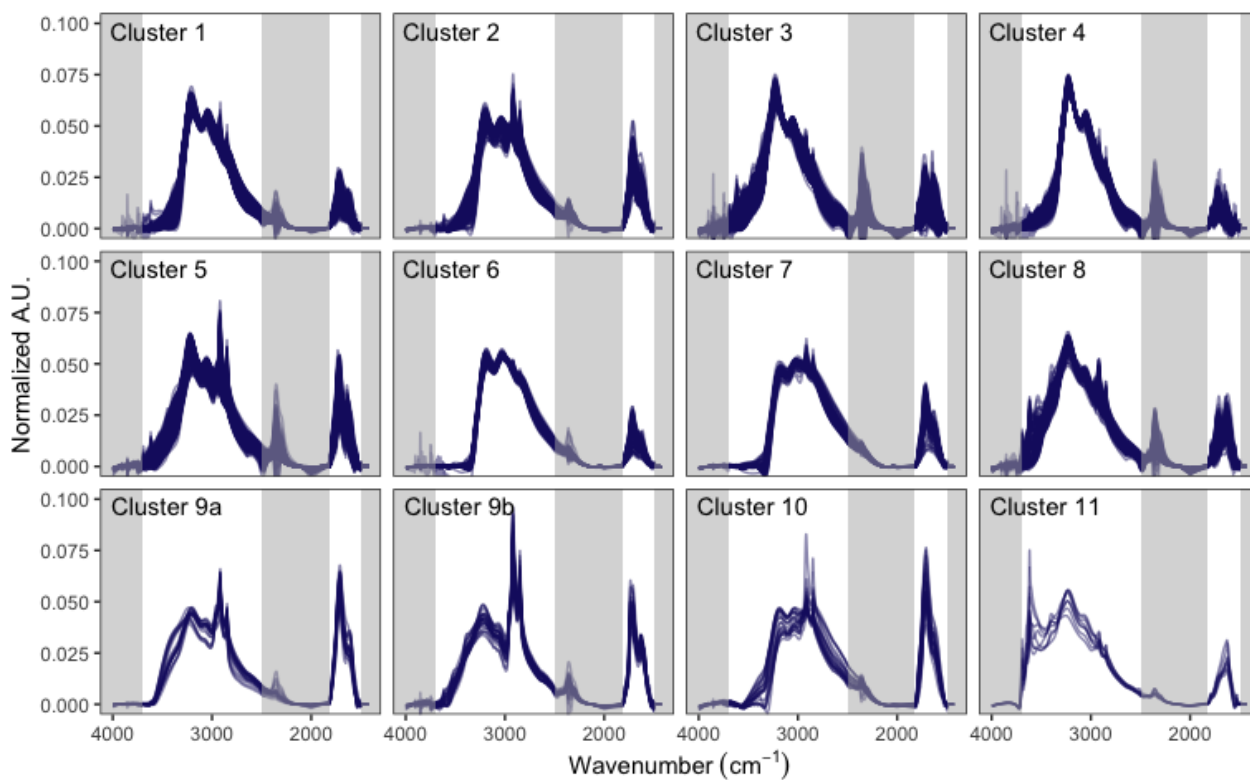 Cluster 1
Cluster 2
Cluster 3
Cluster 4
0.100
0.075
0.050
0.025
0.000
Cluster 5
Cluster 6
Cluster 7
Cluster 8
0.100
0.075
0.050
0.025
0.000
Cluster 9a
Cluster 9b
Cluster 10
Cluster 11
0.100
0.075
0.050
0.025
0.000
Normalized A.U.
4000 3000 2000 4000 3000 2000 4000 3000 2000 4000 3000 2000
Wavenumber (cm⁻¹)